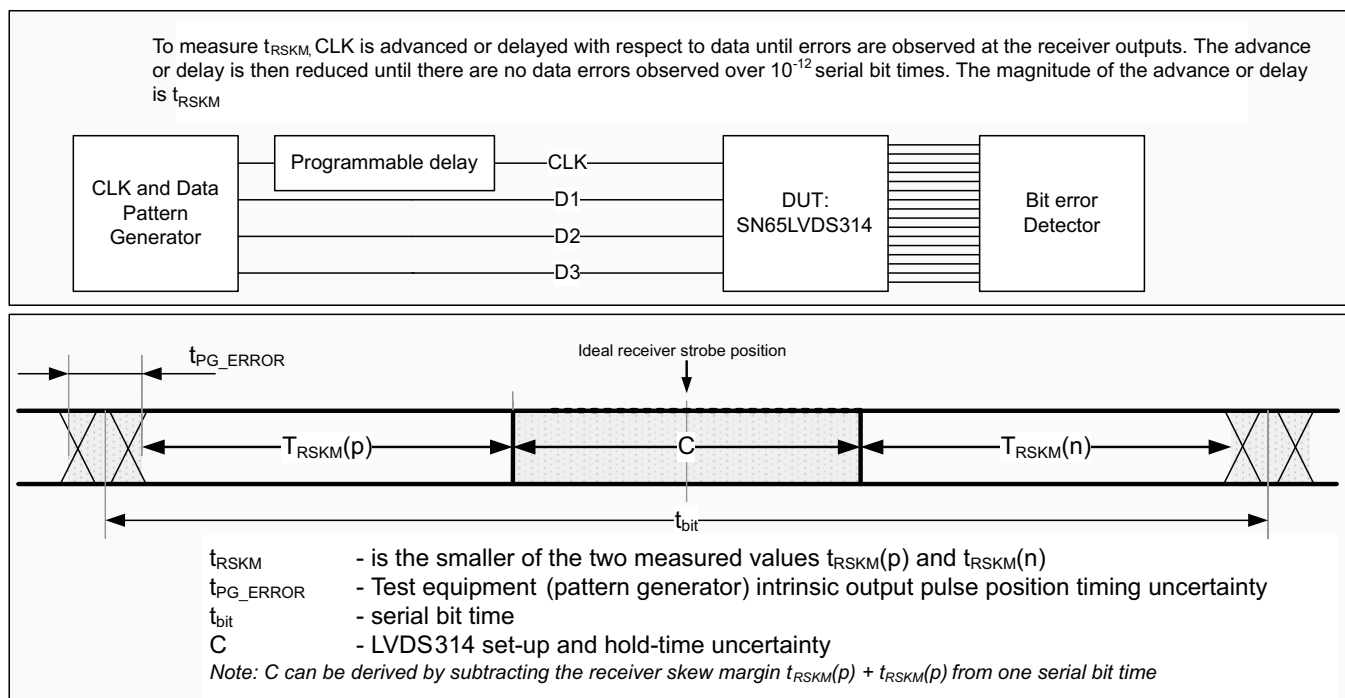 To measure tRSKM, CLK is advanced or delayed with respect to data until errors are observed at the receiver outputs. The advance
or delay is then reduced until there are no data errors observed over 10-12 serial bit times. The magnitude of the advance or delay
is tRSKM
CLK and Data
Pattern
Generator
Programmable delay
CLK
D1
D2
D3
DUT:
SN65LVDS314
Bit error
Detector
tPG_ERROR
Ideal receiver strobe position
TRSKM(p)
C
TRSKM(n)
tbit
tRSKM - is the smaller of the two measured values tRSKM(p) and tRSKM(n)
tPG_ERROR - Test equipment (pattern generator) intrinsic output pulse position timing uncertainty
tbit - serial bit time
C - LVDS314 set-up and hold-time uncertainty
Note: C can be derived by subtracting the receiver skew margin tRSKM(p) + tRSKM(p) from one serial bit time